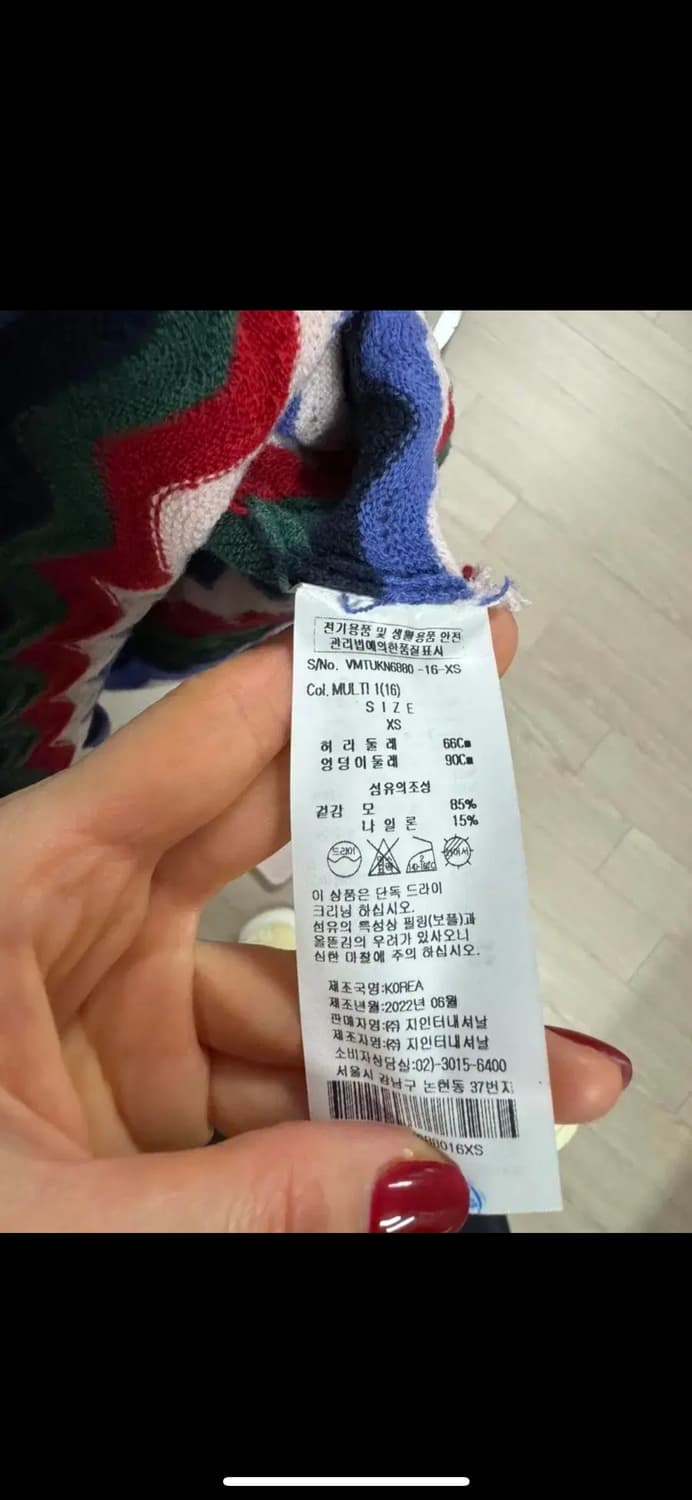 전기용품 및 생활용품 안전
관리법에의한품질표시
S/No. VMTUKN6880 -16-XS
Col. MULTI 1(16)
SIZE
XS
허 리 둘 레 66Cm
엉덩이둘레 90Cm
섬유의조성
겉감 모 85%
나 일 론 15%
드라이
이 상품은 단독 드라이
크리닝 하십시오.
섬유의 특성상 필링(보플)과
올뜯김의 우려가 있사오니
심한 마찰에 주의 하십시오.
제조국명:KOREA
제조년월:2022년 06월
판매자명:(주) 지인터내셔날
제조자명:(주) 지인터내셔날
소비자상담실:02)-3015-6400
서울시 강남구 논현동 37번지
88016XS